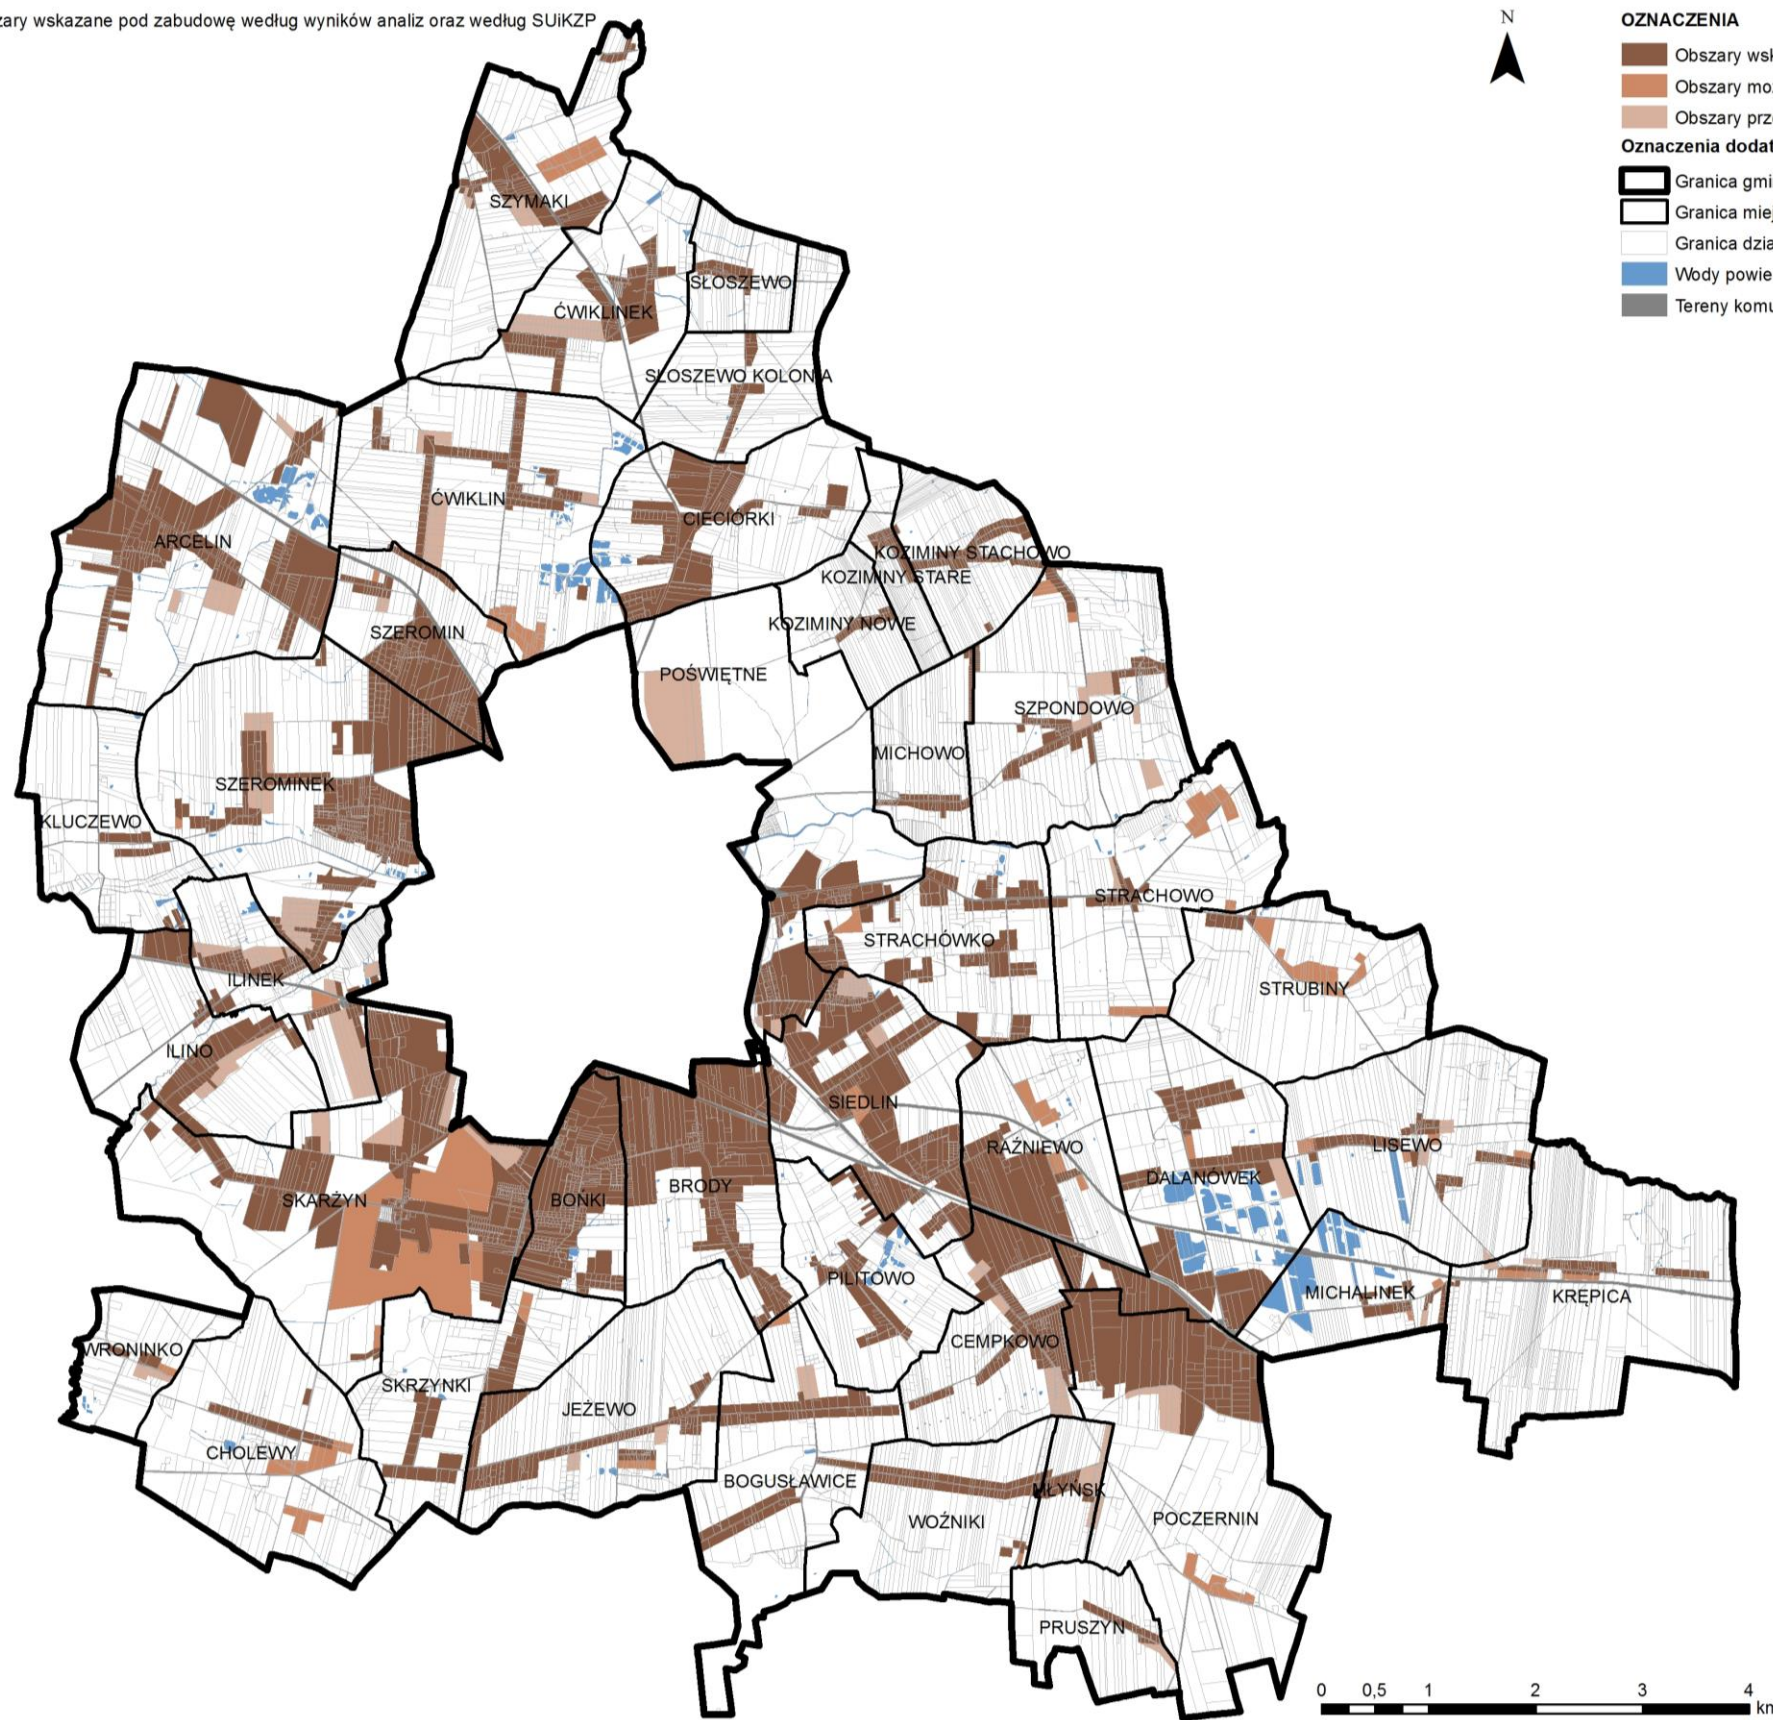 zary wskazane pod zabudowę według wyników analiz oraz według SUiKZP
N
OZNACZENIA
Obszary wsk
Obszary mo
Obszary prz
Oznaczenia dodat
Granica gmi
Granica miej
Granica dzia
Wody powie
Tereny komu
SZYMAKI
SŁOSZEWO
ĆWIKLINEK
SŁOSZEWO KOLONIA
ĆWIKLIN
CIECIÓRKI
ARCELIN
KOZIMINY STACHOWO
KOZIMINY STARE
KOZIMINY NOWE
SZEROMIN
POŚWIĘTNE
SZPONDOWO
MICHOWO
SZEROMINEK
KLUCZEWO
STRACHOWO
STRACHÓWKO
ILINEK
STRUBINY
ILINO
SIEDLIN
RAŹNIEWO
LISEWO
DALANÓWEK
SKARŻYN
BOŃKI
BRODY
PILITOWO
MICHALINEK
KRĘPICA
CEMPKOWO
WRONINKO
SKRZYNKI
JEŻEWO
CHOLEWY
BOGUSŁAWICE
MŁYŃSK
WOŹNIKI
POCZERNIN
PRUSZYN
0 0,5 1 2 3 4
km